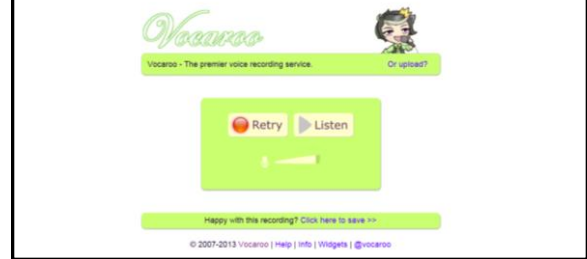 Vocaroo
Vocaroo - The premier voice recording service. Or upload?
Retry Listen
Happy with this recording? Click here to save >>
© 2007-2013 Vocaroo | Help | Info | Widgets | @vocaroo